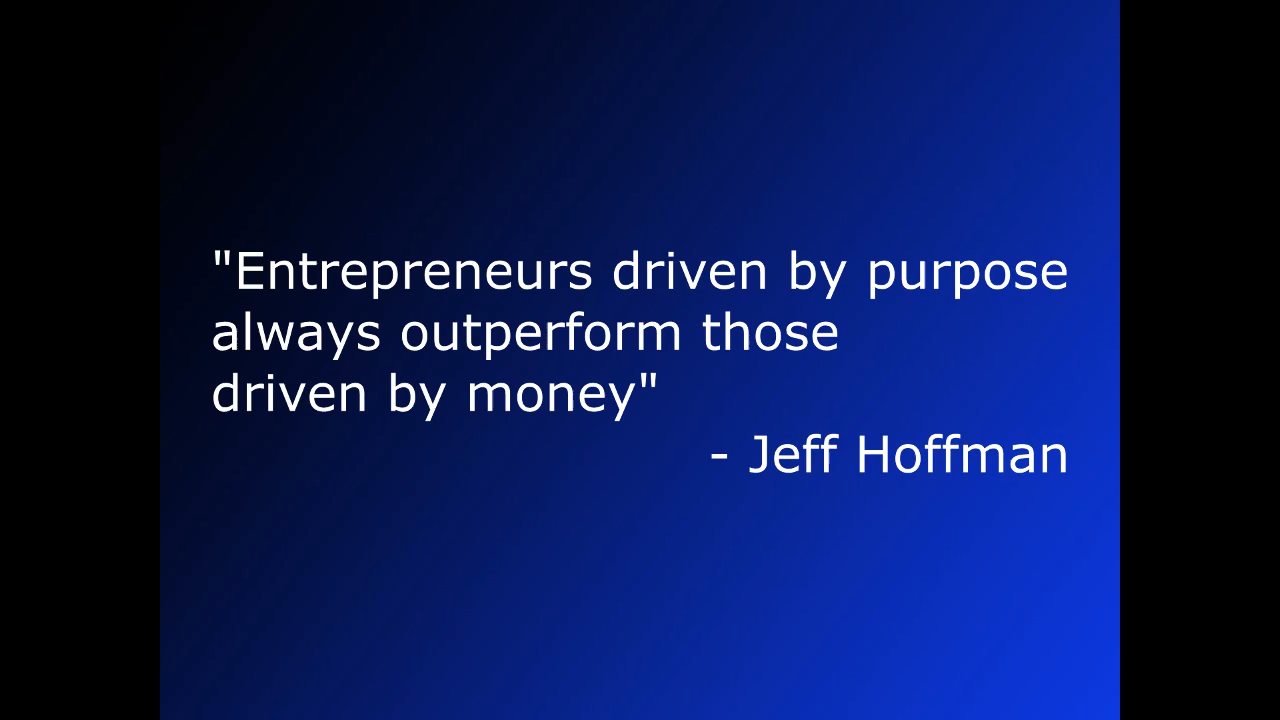 "Entrepreneurs driven by purpose
always outperform those
driven by money"
- Jeff Hoffman